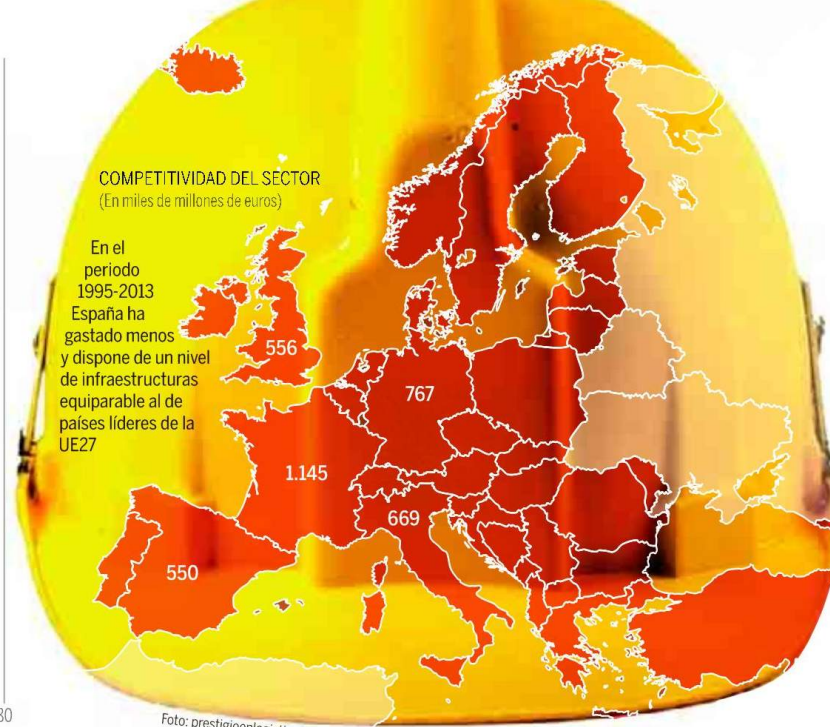 COMPETITIVIDAD DEL SECTOR
(En miles de millones de euros)
En el
periodo
1995-2013
España ha
gastado menos
y dispone de un nivel
de infraestructuras
equiparable al de
países líderes de la
UE27
556
767
1.145
669
550
Foto: